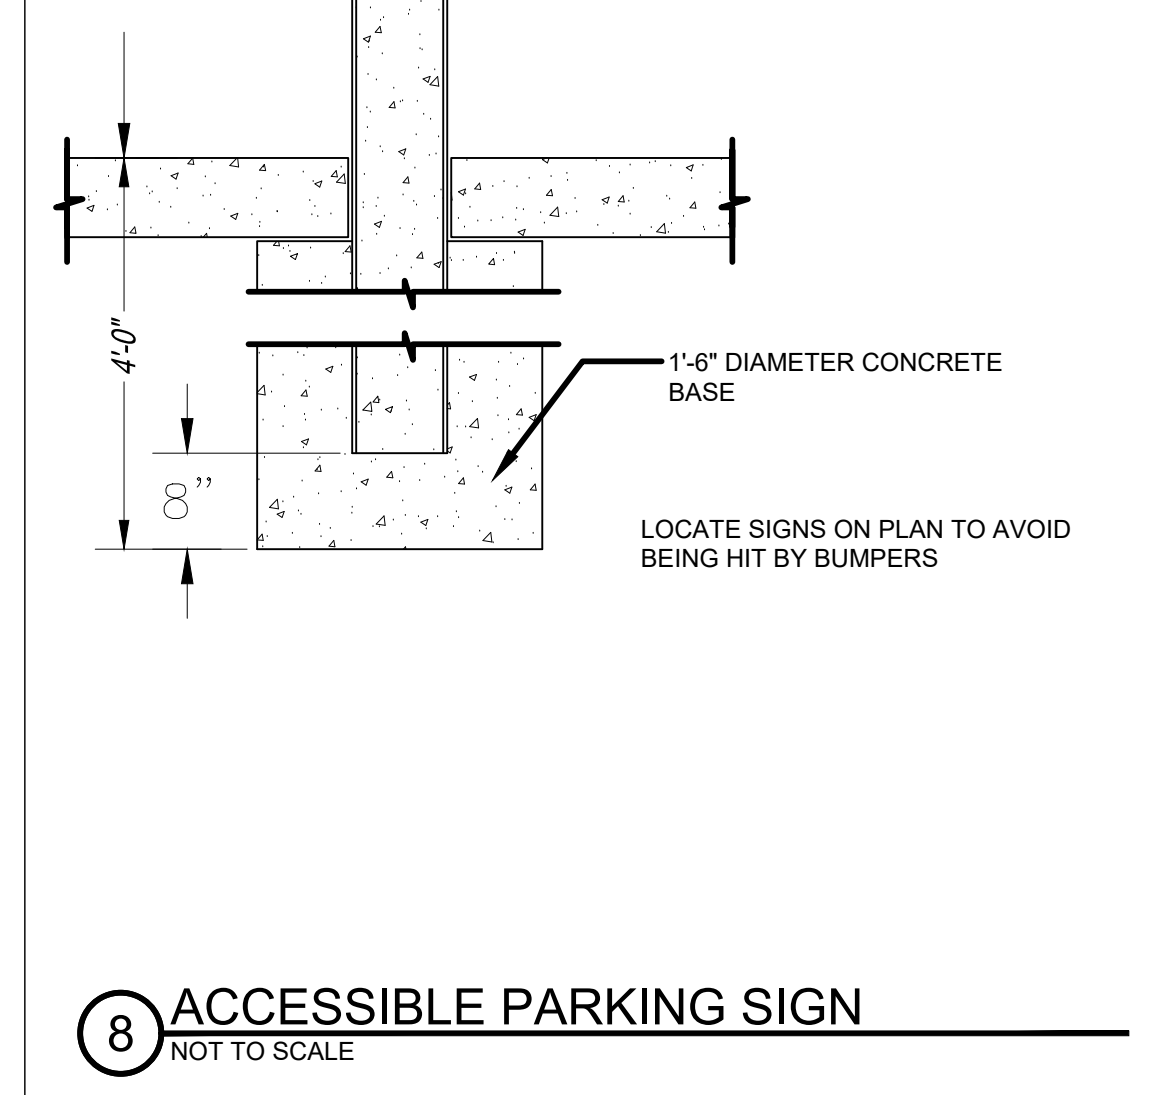 4'-0"
8"
1'-6" DIAMETER CONCRETE
BASE
LOCATE SIGNS ON PLAN TO AVOID
BEING HIT BY BUMPERS
8
ACCESSIBLE PARKING SIGN
NOT TO SCALE